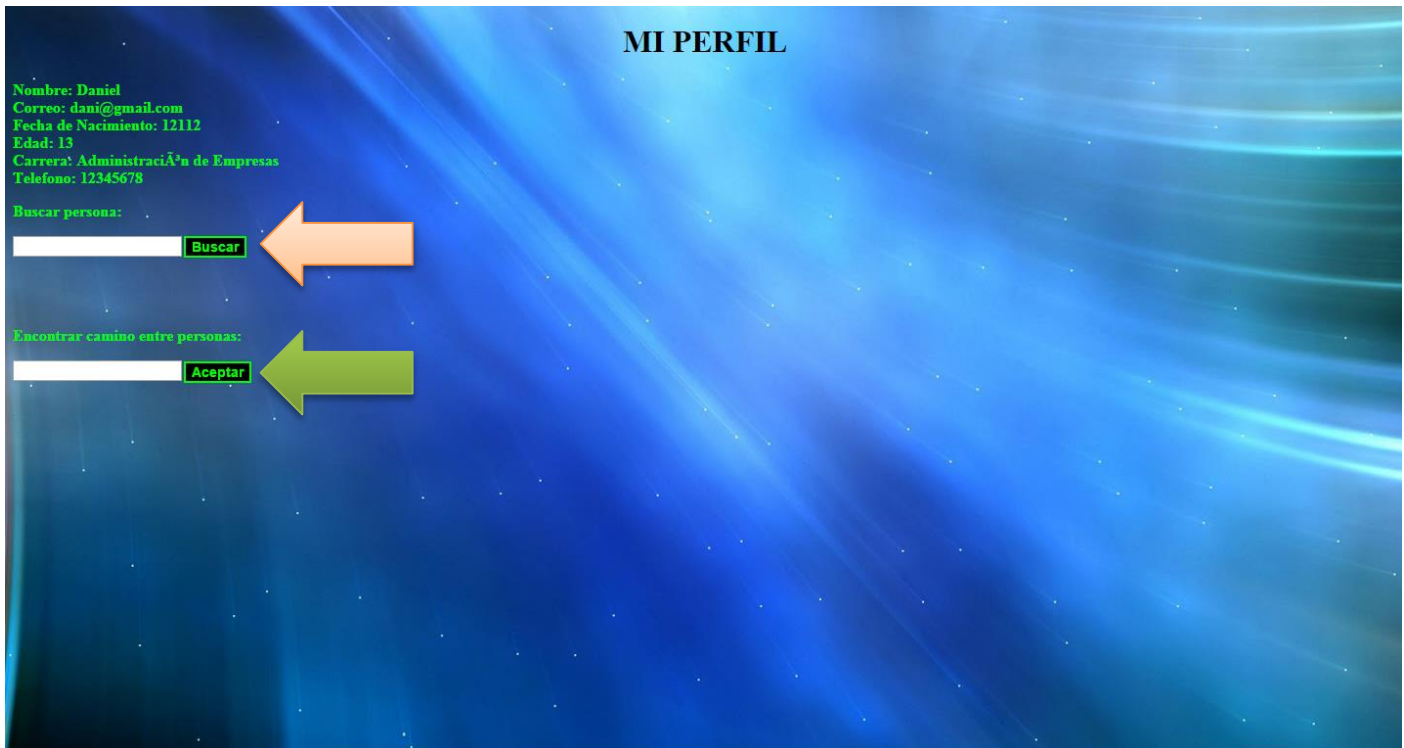 MI PERFIL
Nombre: Daniel
Correo: dani@gmail.com
Fecha de Nacimiento: 12112
Edad: 13
Carrera: AdministraciÃ³n de Empresas
Telefono: 12345678
Buscar persona:
Buscar
Encontrar camino entre personas:
Aceptar